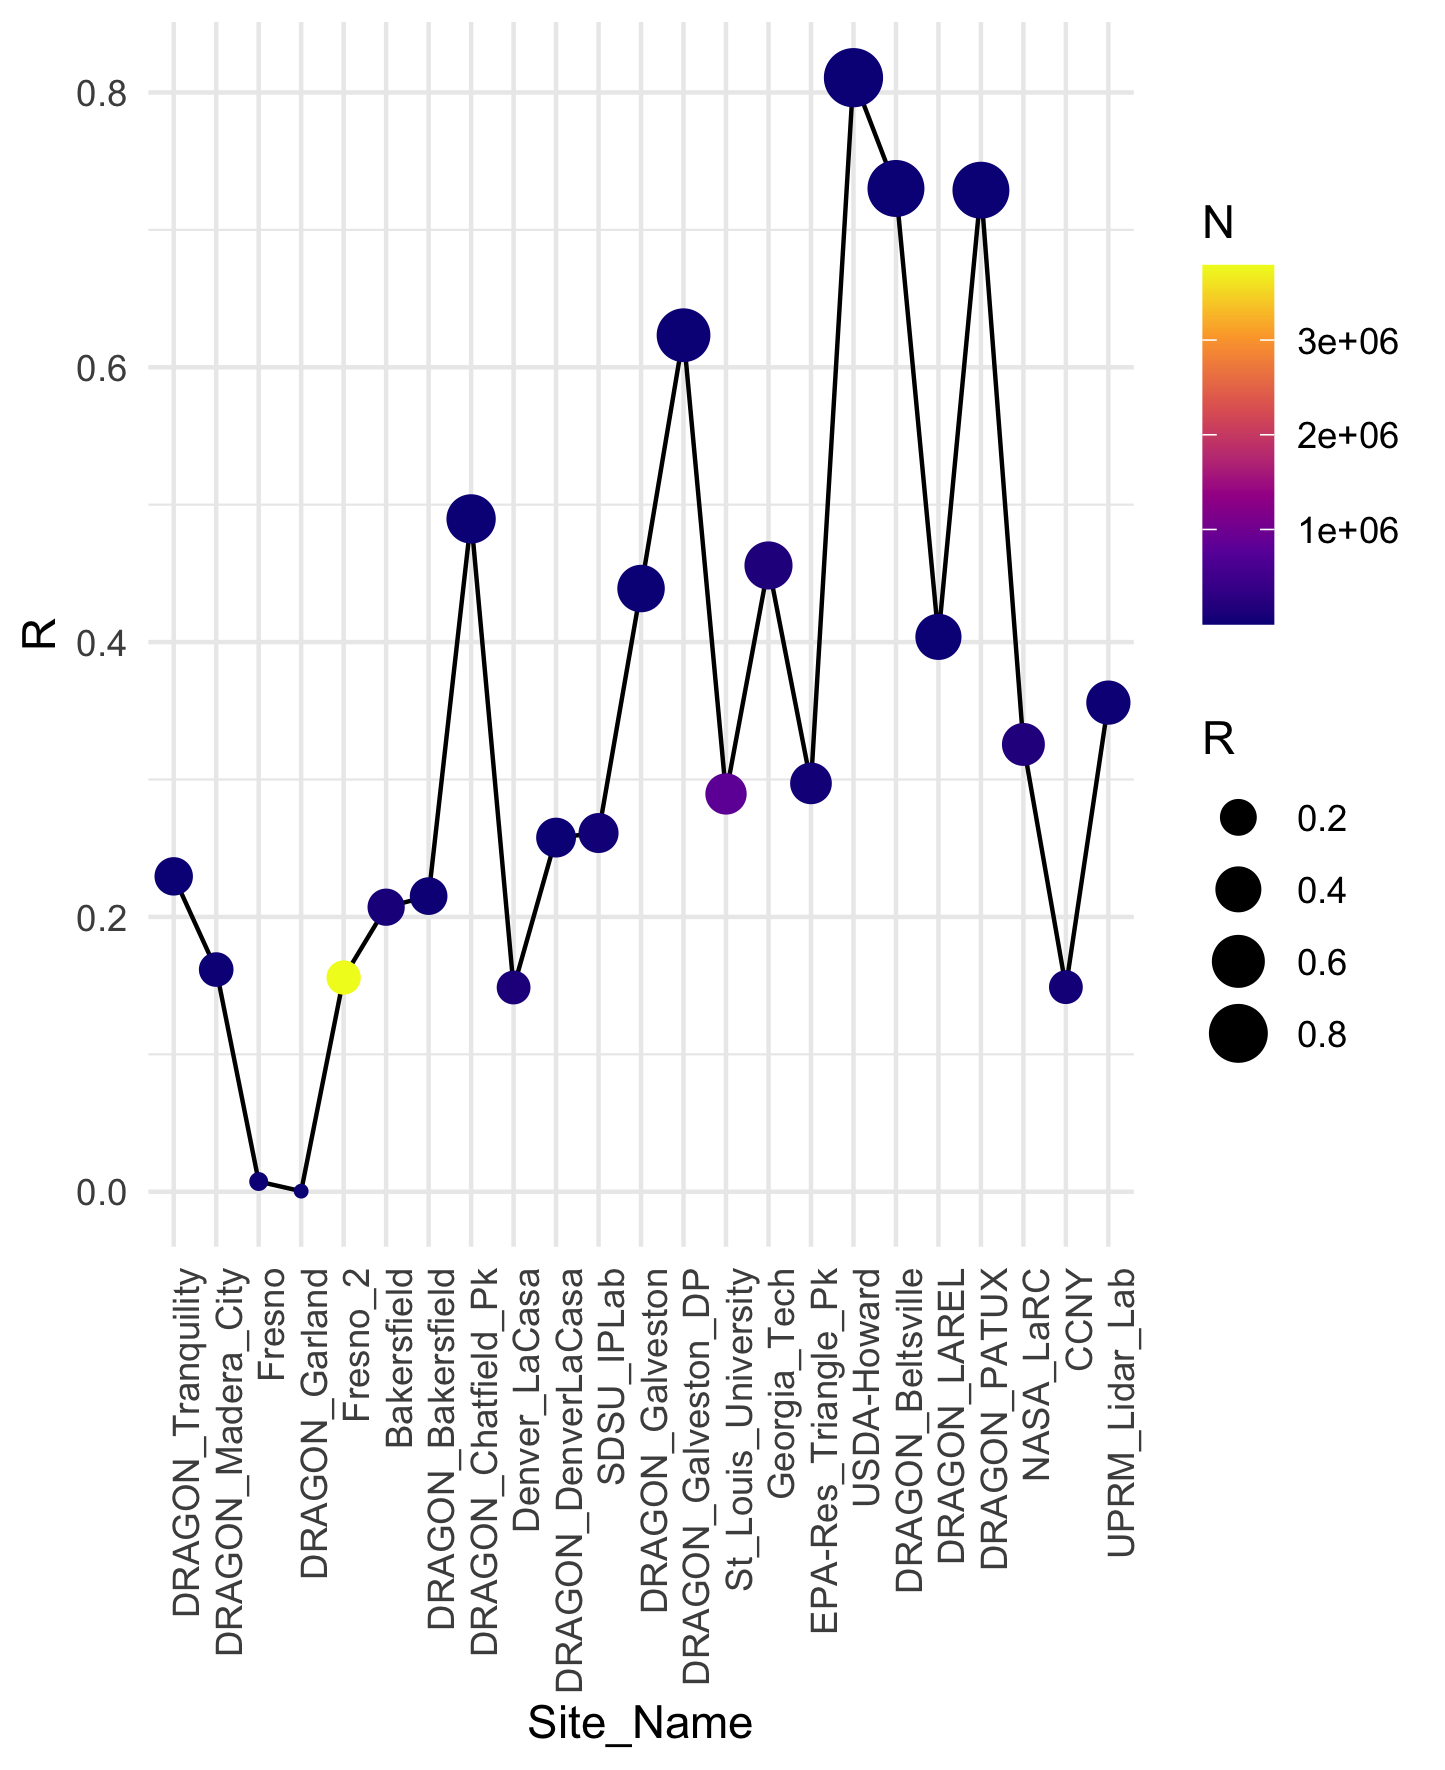 0.8
0.6
0.4
0.2
0.0
R
DRAGON_Tranquility
DRAGON_Madera_City
Fresno
DRAGON_Garland
Fresno_2
Bakersfield
DRAGON_Bakersfield
DRAGON_Chatfield_Pk
Denver_LaCasa
DRAGON_DenverLaCasa
SDSU_IPLab
DRAGON_Galveston
DRAGON_Galveston_DP
St_Louis_University
Georgia_Tech
EPA-Res_Triangle_Pk
USDA-Howard
DRAGON_Beltsville
DRAGON_LAREL
DRAGON_PATUX
NASA_LaRC
CCNY
UPRM_Lidar_Lab
Site_Name
N
3e+06
2e+06
1e+06
R
0.2
0.4
0.6
0.8